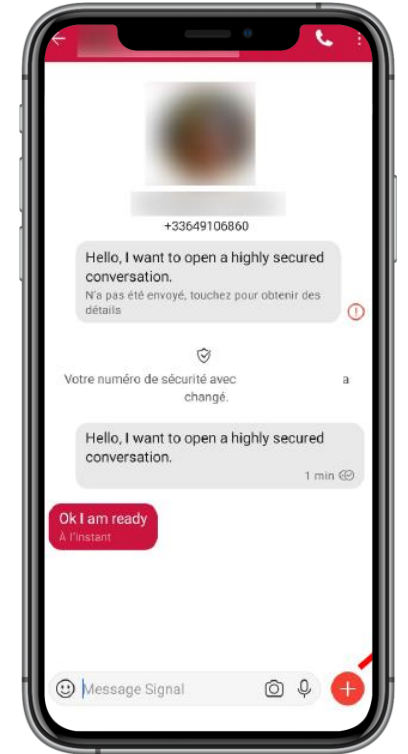 +33649106860
Hello, I want to open a highly secured
conversation.
N'a pas été envoyé, touchez pour obtenir des
détails
Votre numéro de sécurité avec a
changé.
Hello, I want to open a highly secured
conversation.
1 min
Ok I am ready
À l'instant
Message Signal